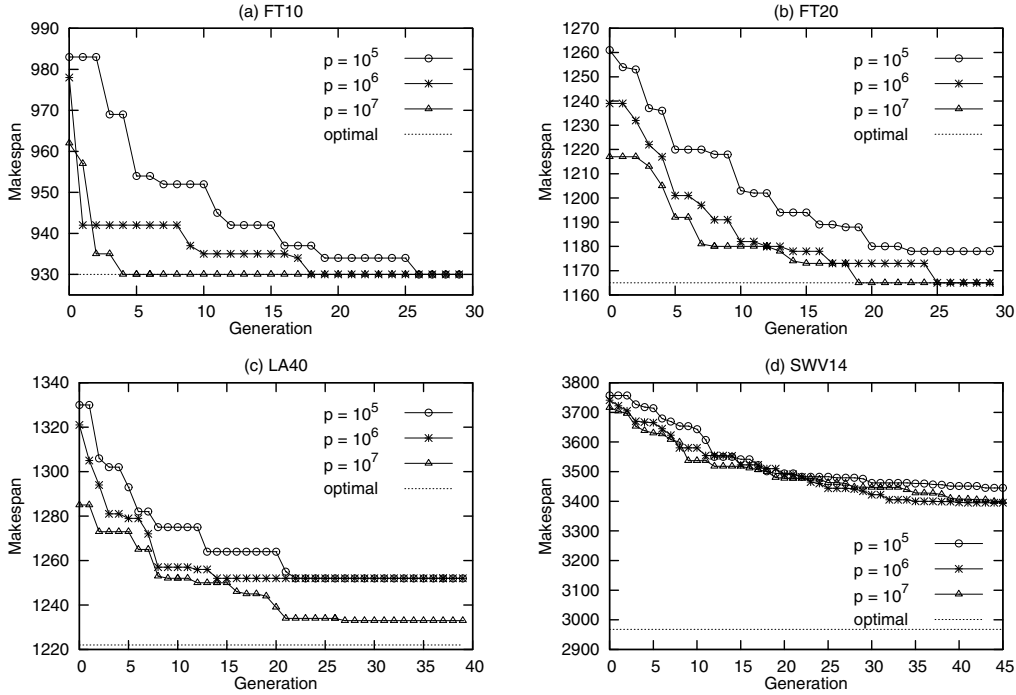 (a) FT10
990
980
970
960
950
940
930
0 5 10 15 20 25 30
Makespan
Generation
p = 10^5
p = 10^6
p = 10^7
optimal
(b) FT20
1270
1260
1250
1240
1230
1220
1210
1200
1190
1180
1170
1160
0 5 10 15 20 25 30
Makespan
Generation
p = 10^5
p = 10^6
p = 10^7
optimal
(c) LA40
1340
1320
1300
1280
1260
1240
1220
0 5 10 15 20 25 30 35 40
Makespan
Generation
p = 10^5
p = 10^6
p = 10^7
optimal
(d) SWV14
3800
3700
3600
3500
3400
3300
3200
3100
3000
2900
0 5 10 15 20 25 30 35 40 45
Makespan
Generation
p = 10^5
p = 10^6
p = 10^7
optimal